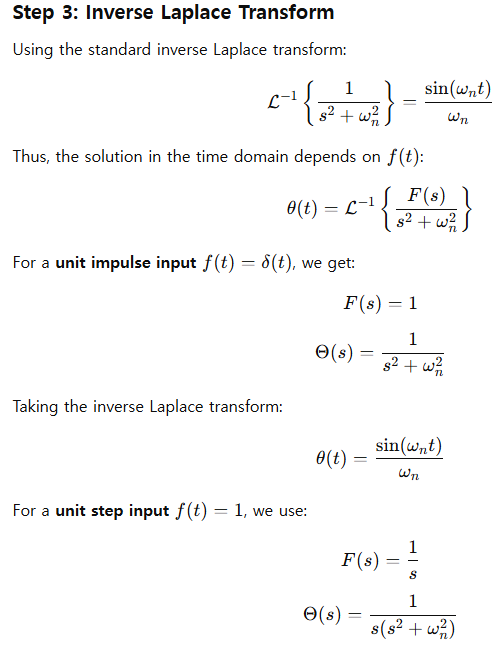 Step 3: Inverse Laplace Transform
Using the standard inverse Laplace transform:
$\mathcal{L}^{-1}\left\{\frac{1}{s^2+\omega_n^2}\right\} = \frac{\sin(\omega_n t)}{\omega_n}$
Thus, the solution in the time domain depends on $f(t)$:
$\theta(t) = \mathcal{L}^{-1}\left\{\frac{F(s)}{s^2+\omega_n^2}\right\}$
For a unit impulse input $f(t) = \delta(t)$, we get:
$F(s) = 1$
$\Theta(s) = \frac{1}{s^2+\omega_n^2}$
Taking the inverse Laplace transform:
$\theta(t) = \frac{\sin(\omega_n t)}{\omega_n}$
For a unit step input $f(t) = 1$, we use:
$F(s) = \frac{1}{s}$
$\Theta(s) = \frac{1}{s(s^2+\omega_n^2)}$